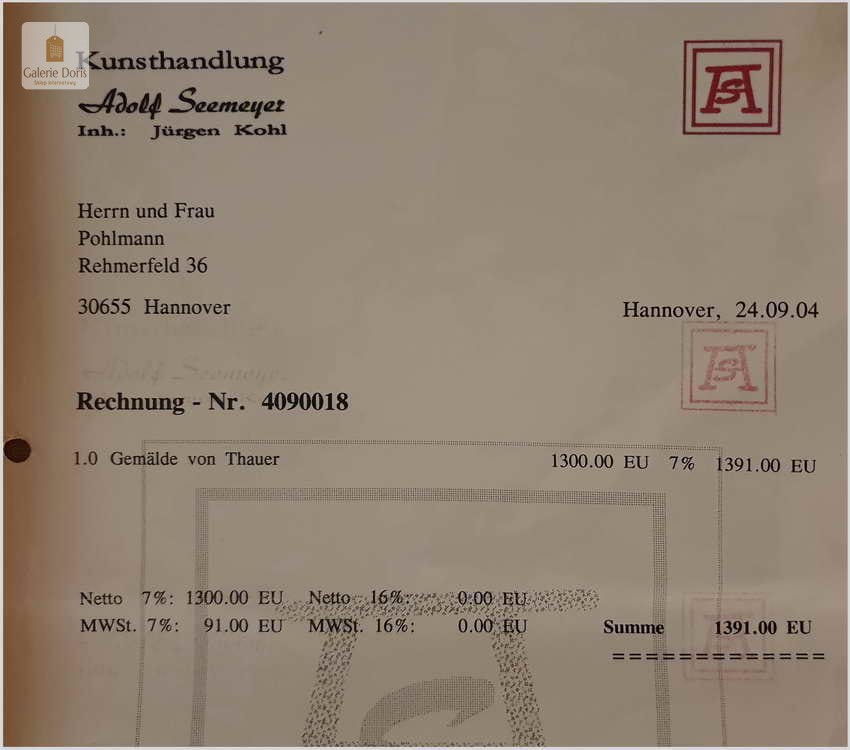 Galerie Doris
Kunsthandlung
Adolf Seemeyer
Inh.: Jürgen Kohl
Herrn und Frau
Pohlmann
Rehmerfeld 36
30655 Hannover
Hannover, 24.09.04
Rechnung - Nr. 4090018
1.0 Gemälde von Thauer 1300.00 EU 7% 1391.00 EU
Netto 7%: 1300.00 EU Netto 16%: 0.00 EU
MWSt. 7%: 91.00 EU MWSt. 16%: 0.00 EU Summe 1391.00 EU